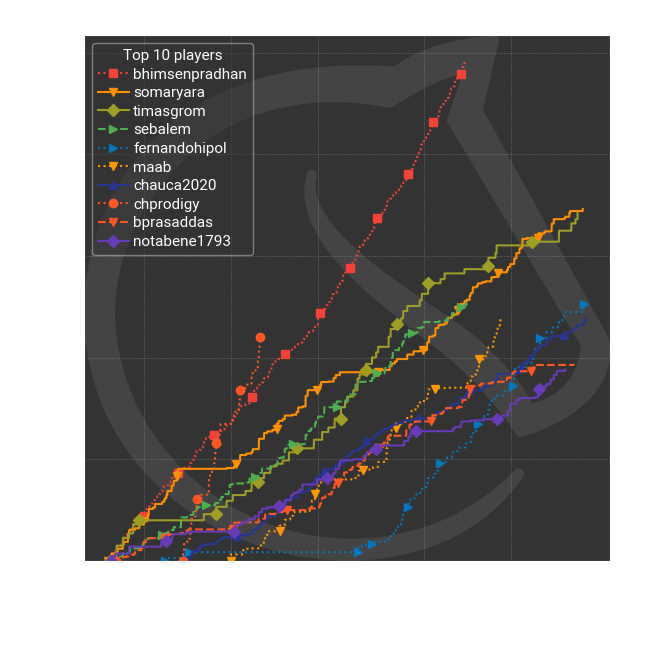 Top 10 players
bhimsenpradhan
somaryara
timasgrom
sebalem
fernandohipol
maab
chauca2020
chprodigy
bprasaddas
notabene1793